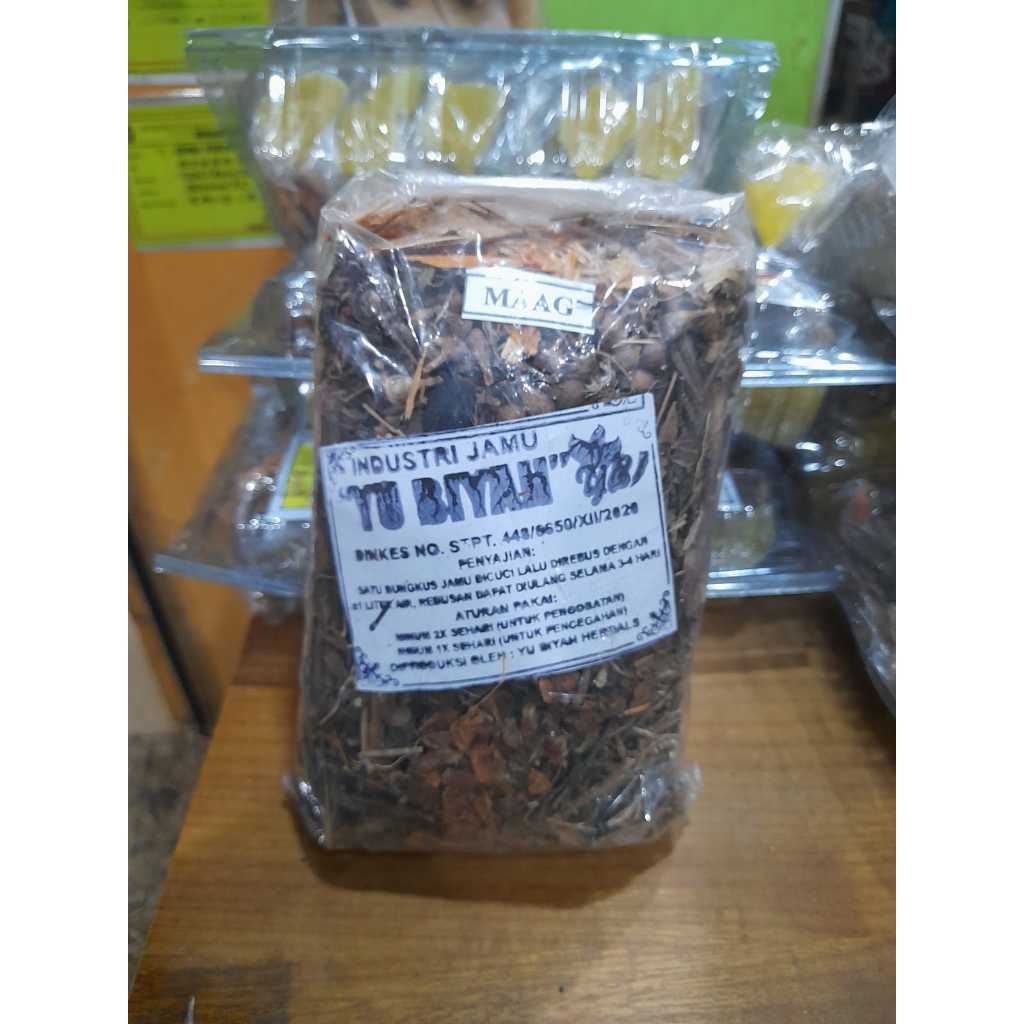 MAAG
INDUSTRI JAMU
"YU BIYAH"
DINKES NO. STPT. 448/6650/XII/2020
PENYAJIAN:
SATU BUNGKUS JAMU DICUCI LALU DIREBUS DENGAN
±1 LITER AIR, REBUSAN DAPAT DIULANG SELAMA 3-4 HARI
ATURAN PAKAI:
MINUM 2X SEHARI (UNTUK PENGOBATAN)
MINUM 1X SEHARI (UNTUK PENCEGAHAN)
DIPRODUKSI OLEH : YU BIYAH HERBALS